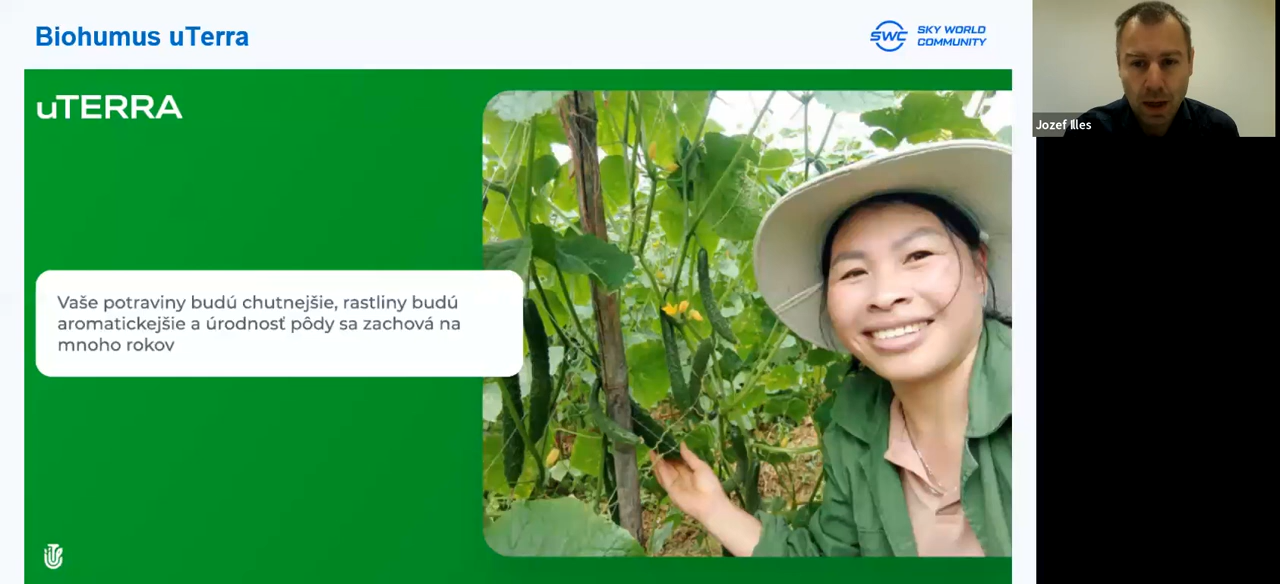 Biohumus uTerra
SWC
SKY WORLD
COMMUNITY
uTERRA
Vaše potraviny budú chutnejšie, rastliny budú
aromatickejšie a úrodnosť pôdy sa zachová na
mnoho rokov
Jozef Illes